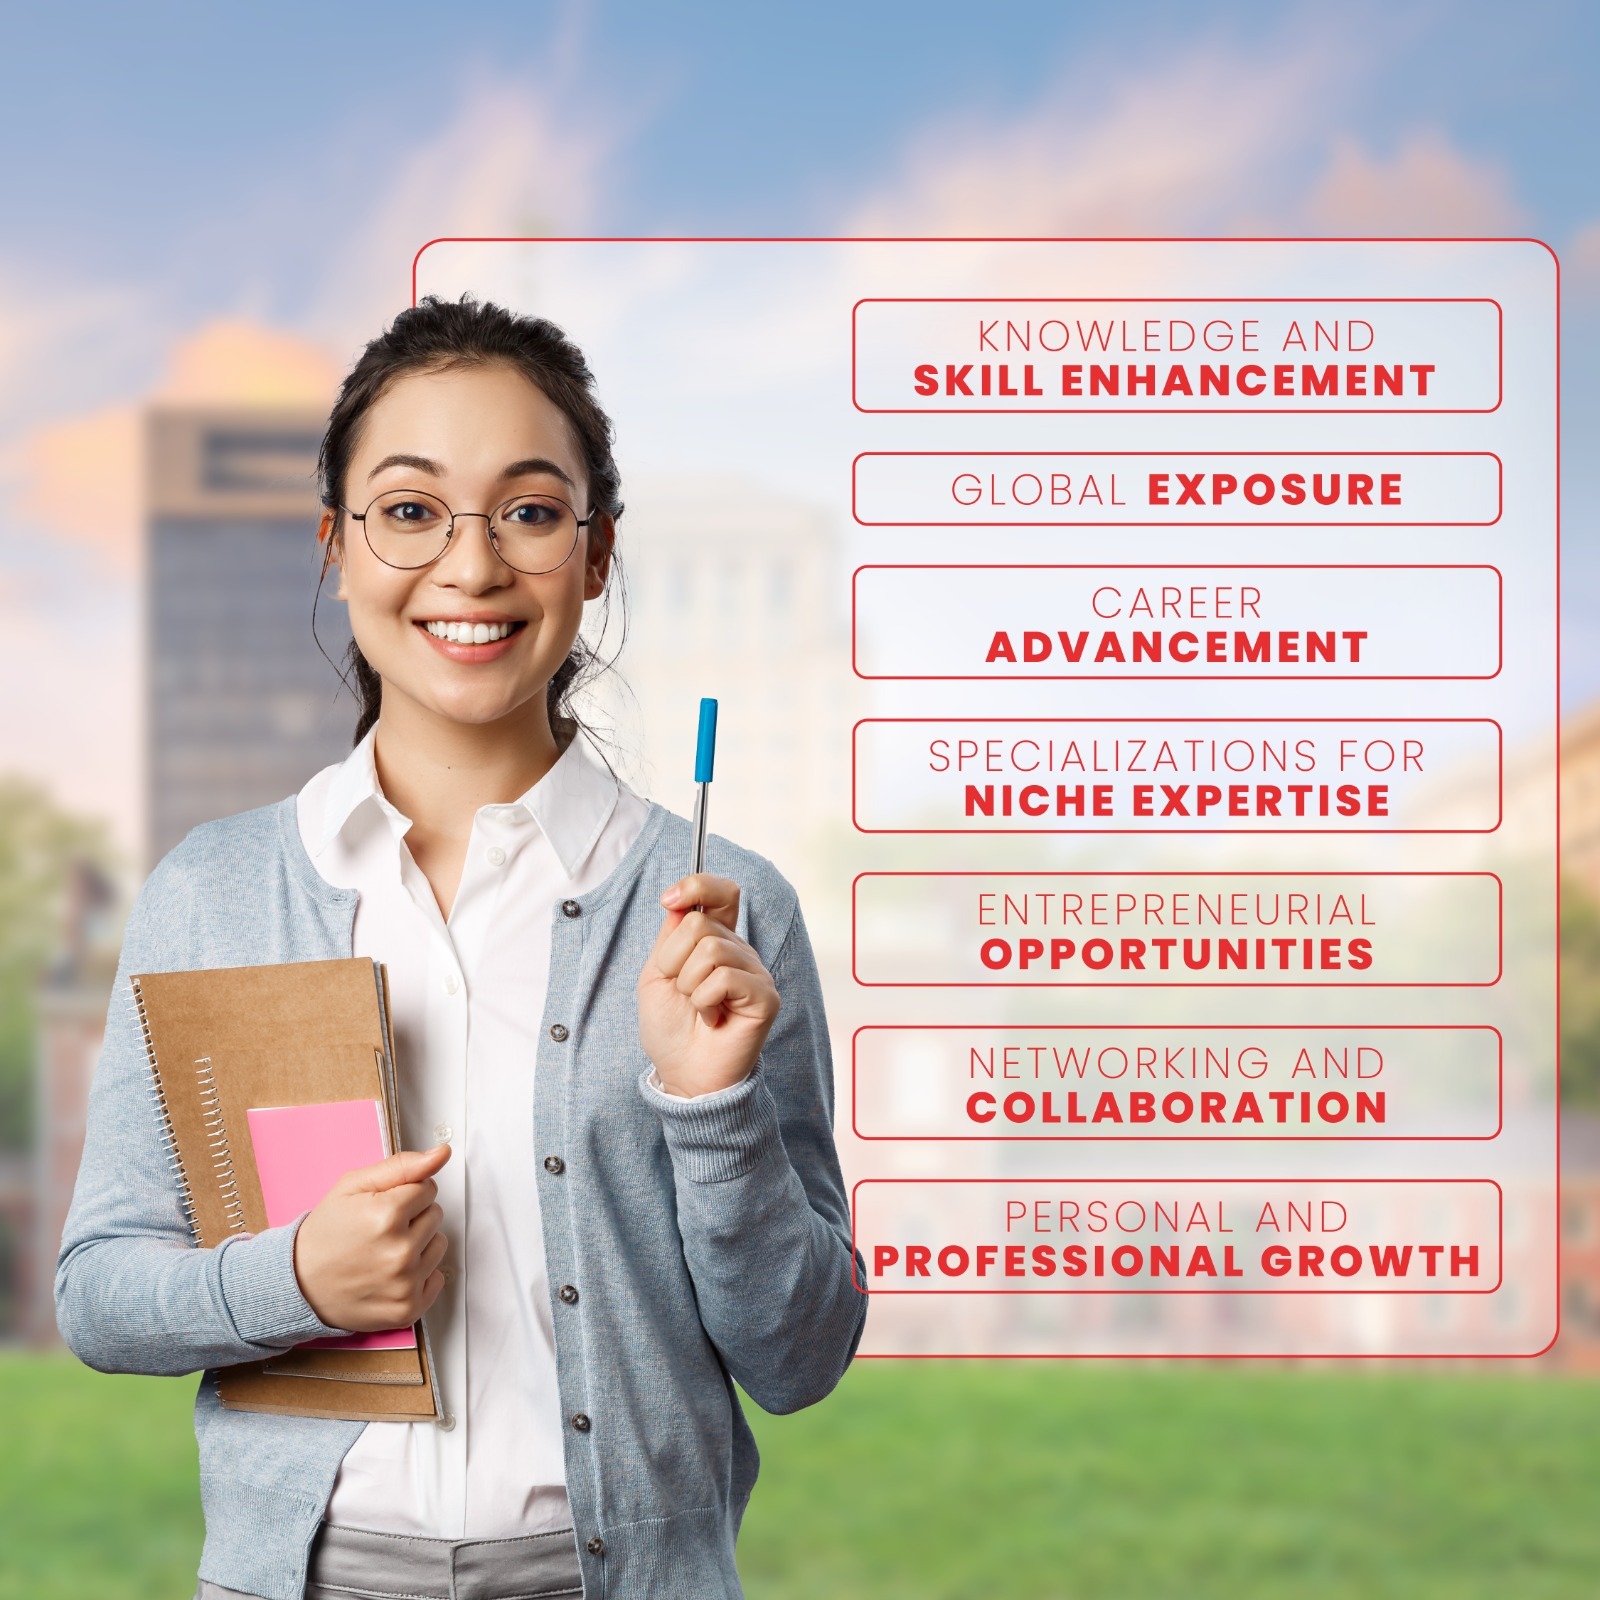 KNOWLEDGE AND
SKILL ENHANCEMENT
GLOBAL EXPOSURE
CAREER
ADVANCEMENT
SPECIALIZATIONS FOR
NICHE EXPERTISE
ENTREPRENEURIAL
OPPORTUNITIES
NETWORKING AND
COLLABORATION
PERSONAL AND
PROFESSIONAL GROWTH